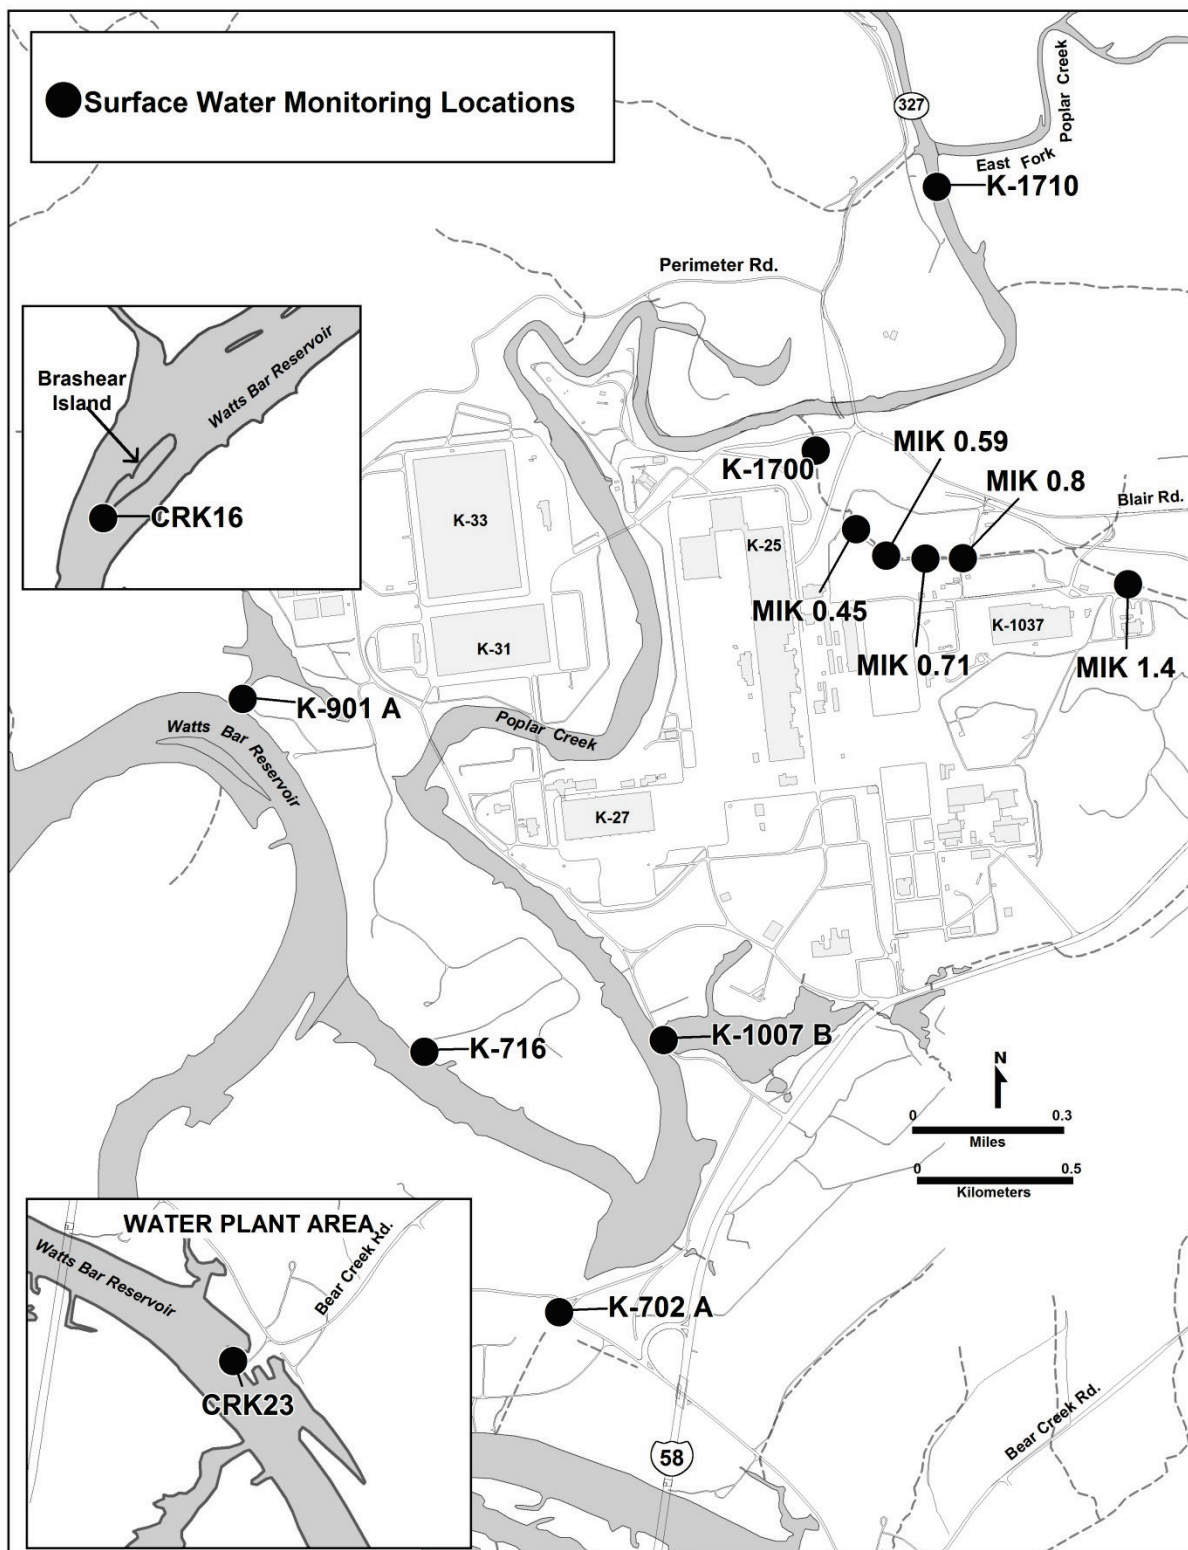 Surface Water Monitoring Locations
327
East Fork Poplar Creek
K-1710
Perimeter Rd.
Brashear
Island
Watts Bar Reservoir
CRK16
K-33
K-31
K-25
K-1700
MIK 0.59
MIK 0.8
Blair Rd.
MIK 0.45
MIK 0.71
K-1037
MIK 1.4
K-901 A
Watts Bar Reservoir
Poplar Creek
K-27
K-716
K-1007 B
N
0 0.3
Miles
0 0.5
Kilometers
WATER PLANT AREA
Watts Bar Reservoir
Bear Creek Rd.
CRK23
K-702 A
58
Bear Creek Rd.